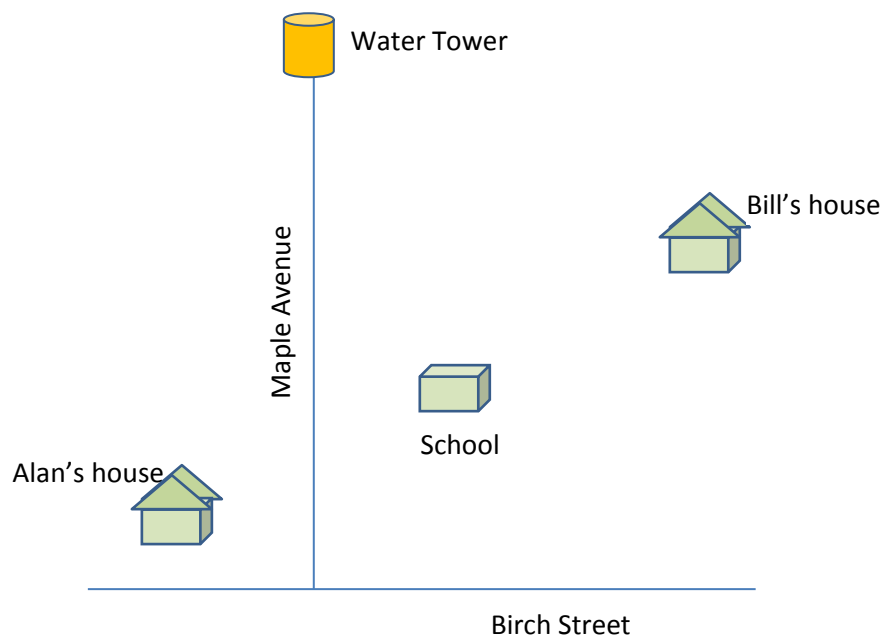 Water Tower
Bill’s house
Maple Avenue
School
Alan’s house
Birch Street